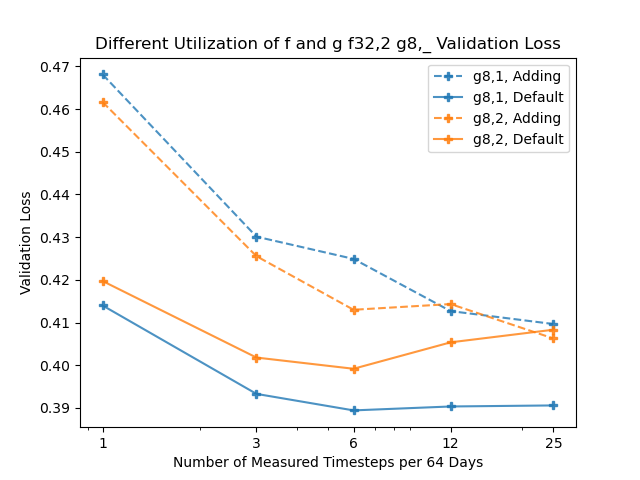 Different Utilization of f and g f32,2 g8,_ Validation Loss
0.47
0.46
0.45
0.44
0.43
0.42
0.41
0.40
0.39
Validation Loss
g8,1, Adding
g8,1, Default
g8,2, Adding
g8,2, Default
1
3
6
12
25
Number of Measured Timesteps per 64 Days